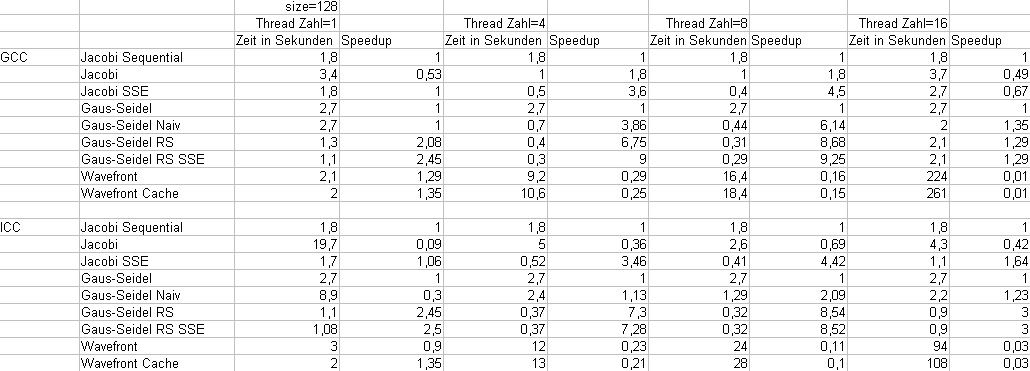 size=128
Thread Zahl=1 Thread Zahl=4 Thread Zahl=8 Thread Zahl=16
Zeit in Sekunden Speedup Zeit in Sekunden Speedup Zeit in Sekunden Speedup Zeit in Sekunden Speedup
GCC Jacobi Sequential 1,8 1 1,8 1 1,8 1 1,8 1
Jacobi 3,4 0,53 1 1,8 1 1,8 3,7 0,49
Jacobi SSE 1,8 1 0,5 3,6 0,4 4,5 2,7 0,67
Gaus-Seidel 2,7 1 2,7 1 2,7 1 2,7 1
Gaus-Seidel Naiv 2,7 1 0,7 3,86 0,44 6,14 2 1,35
Gaus-Seidel RS 1,3 2,08 0,4 6,75 0,31 8,68 2,1 1,29
Gaus-Seidel RS SSE 1,1 2,45 0,3 9 0,29 9,25 2,1 1,29
Wavefront 2,1 1,29 9,2 0,29 16,4 0,16 224 0,01
Wavefront Cache 2 1,35 10,6 0,25 18,4 0,15 261 0,01
ICC Jacobi Sequential 1,8 1 1,8 1 1,8 1 1,8 1
Jacobi 19,7 0,09 5 0,36 2,6 0,69 4,3 0,42
Jacobi SSE 1,7 1,06 0,52 3,46 0,41 4,42 1,1 1,64
Gaus-Seidel 2,7 1 2,7 1 2,7 1 2,7 1
Gaus-Seidel Naiv 8,9 0,3 2,4 1,13 1,29 2,09 2,2 1,23
Gaus-Seidel RS 1,1 2,45 0,37 7,3 0,32 8,54 0,9 3
Gaus-Seidel RS SSE 1,08 2,5 0,37 7,28 0,32 8,52 0,9 3
Wavefront 3 0,9 12 0,23 24 0,11 94 0,03
Wavefront Cache 2 1,35 13 0,21 28 0,1 108 0,03